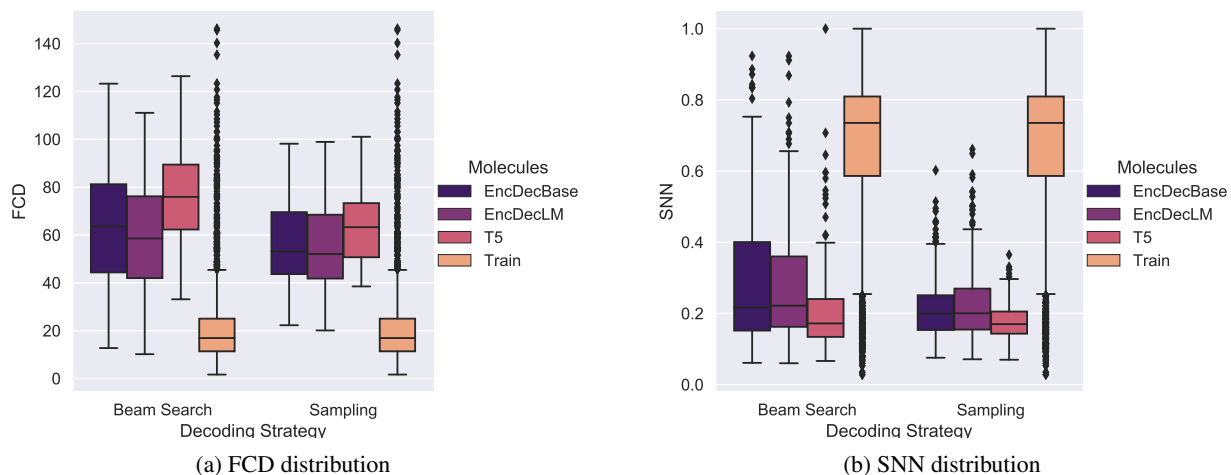 140
120
100
80
60
40
20
0
FCD
Beam Search
Sampling
Decoding Strategy
Molecules
EncDecBase
EncDecLM
T5
Train
(a) FCD distribution
1.0
0.8
0.6
0.4
0.2
0.0
SNN
Beam Search
Sampling
Decoding Strategy
Molecules
EncDecBase
EncDecLM
T5
Train
(b) SNN distribution